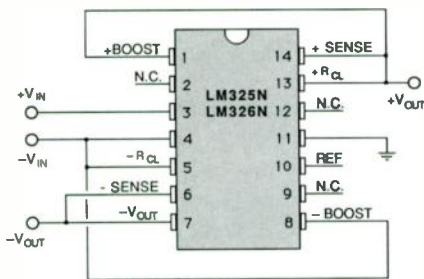 +BOOST 1 14 + SENSE
N.C. 2 13 +RCL
+VIN 3 LM325N 12 N.C. +VOUT
LM326N
-VIN 4 11
-RCL 5 10 REF
- SENSE 6 9 N.C.
-VOUT -VOUT 7 8 - BOOST